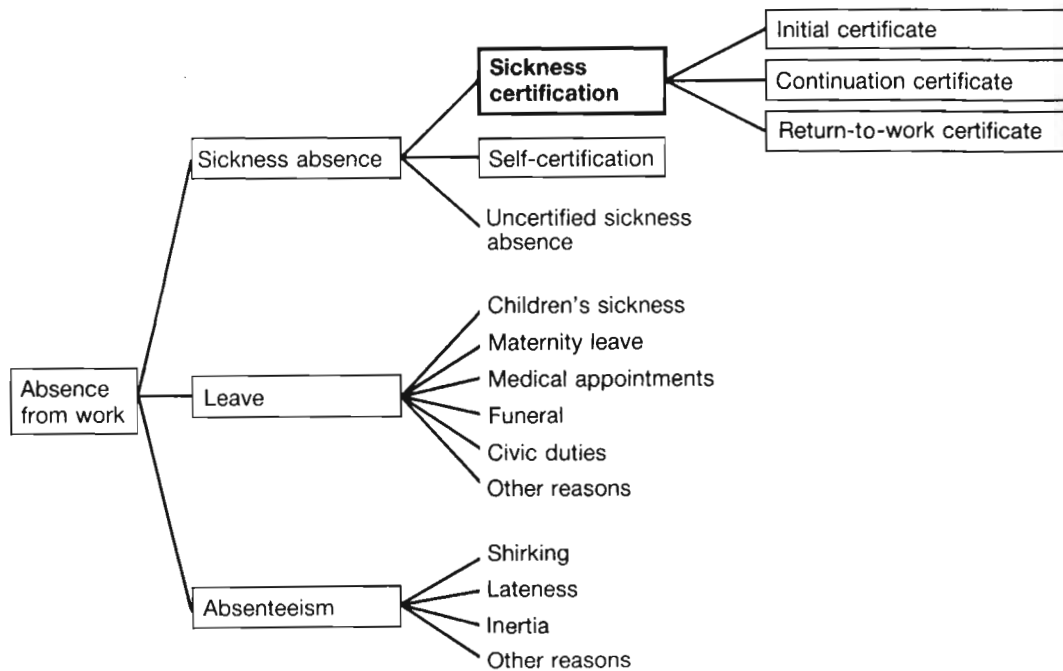 Initial certificate
Sickness
certification
Continuation certificate
Return-to-work certificate
Sickness absence
Self-certification
Uncertified sickness
absence
Children's sickness
Maternity leave
Medical appointments
Absence
from work
Leave
Funeral
Civic duties
Other reasons
Shirking
Lateness
Absenteeism
Inertia
Other reasons